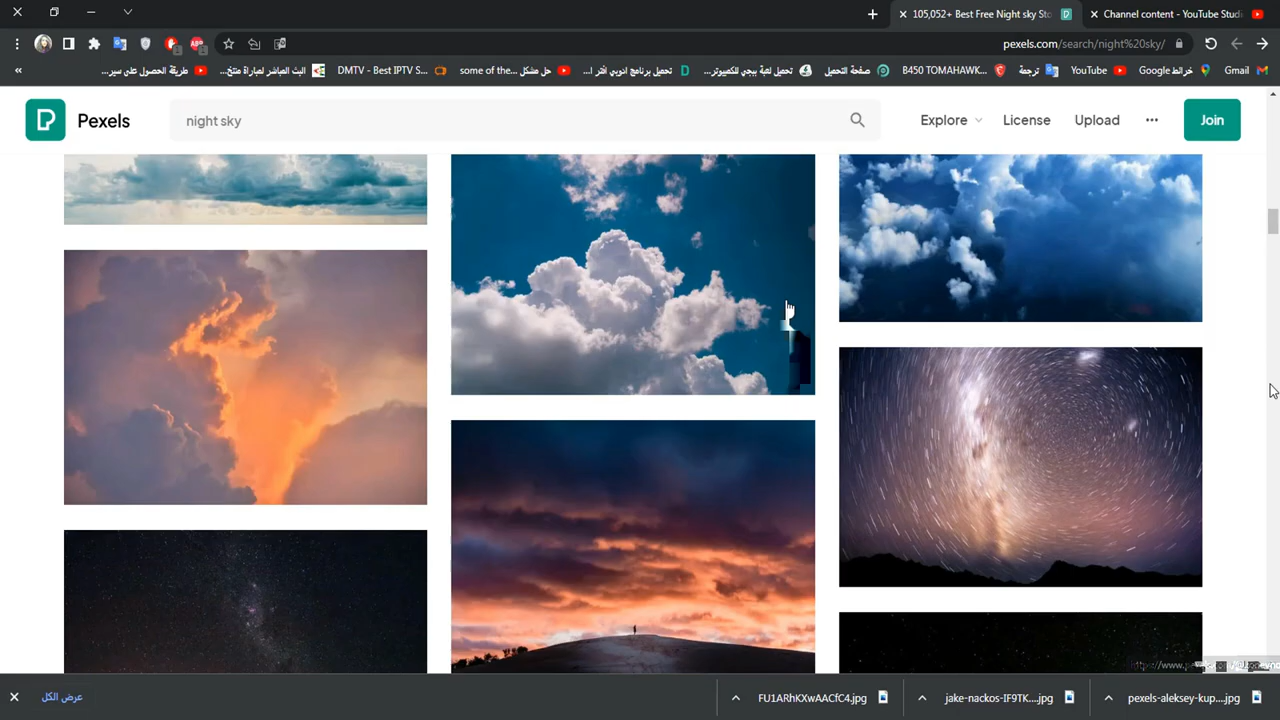 105,052+ Best Free Night sky Sto
Channel content - YouTube Studi
pexels.com/search/night%20sky/
طريقة الحصول على سير...
البث المباشر لمباراة منتخ...
DMTV - Best IPTV S...
some of the...
حل مشكل
تحميل برنامج انوبي أقر ا...
تحميل لعبة ببجي للكمبيوتر...
صفحة التحميل
B450 TOMAHAWK...
ترجمة
YouTube
خرائط Google
Gmail
Pexels
night sky
Explore
License
Upload
Join
عرض الكل
FU1ARhKXwAACfC4.jpg
jake-nackos-IF9TK....jpg
pexels-aleksey-kup....jpg